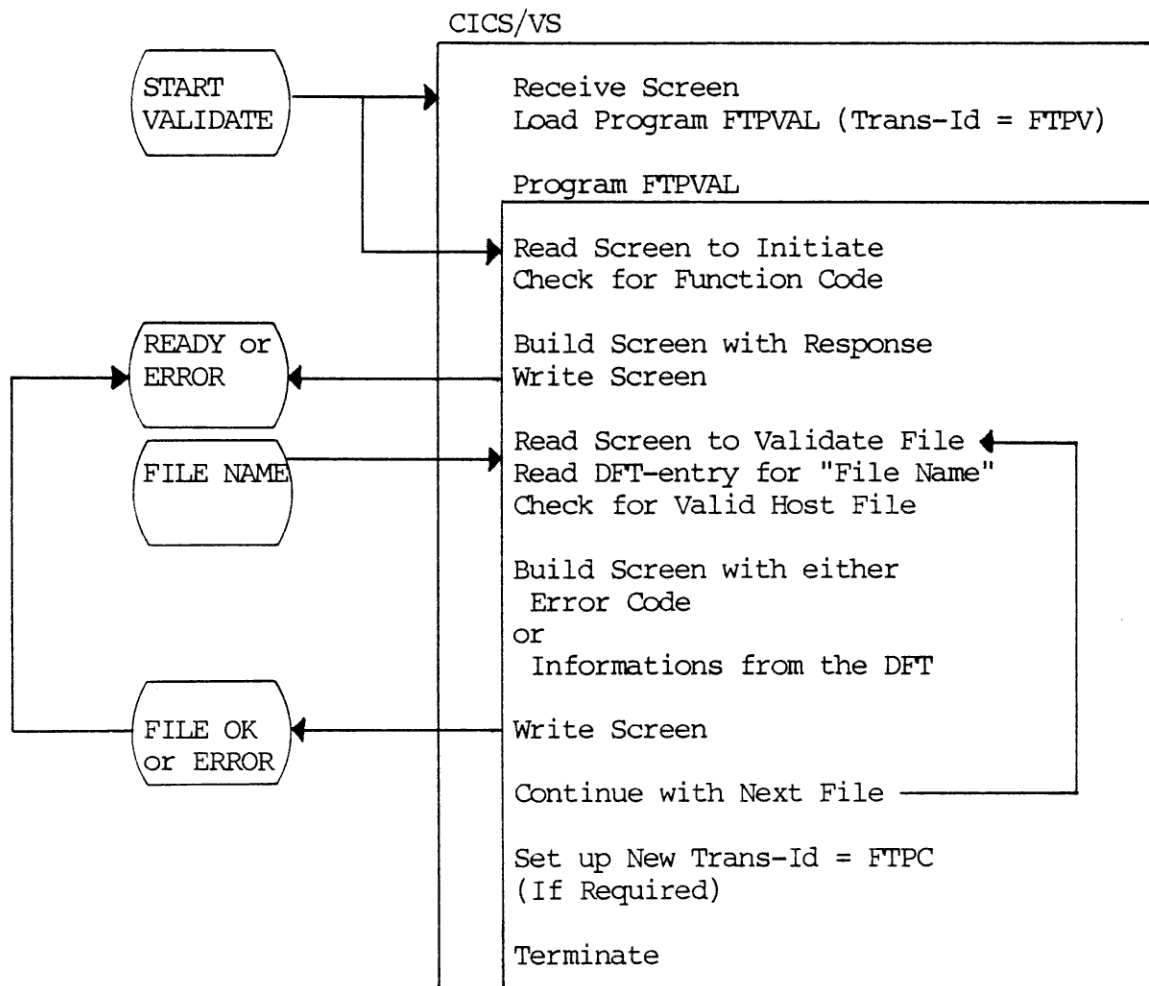 CICS/VS
START
VALIDATE
Receive Screen
Load Program FTPVAL (Trans-Id = FTPV)
Program FTPVAL
Read Screen to Initiate
Check for Function Code
READY or
ERROR
Build Screen with Response
Write Screen
FILE NAME
Read Screen to Validate File
Read DFT-entry for "File Name"
Check for Valid Host File
Build Screen with either
Error Code
or
Informations from the DFT
FILE OK
or ERROR
Write Screen
Continue with Next File
Set up New Trans-Id = FTPC
(If Required)
Terminate